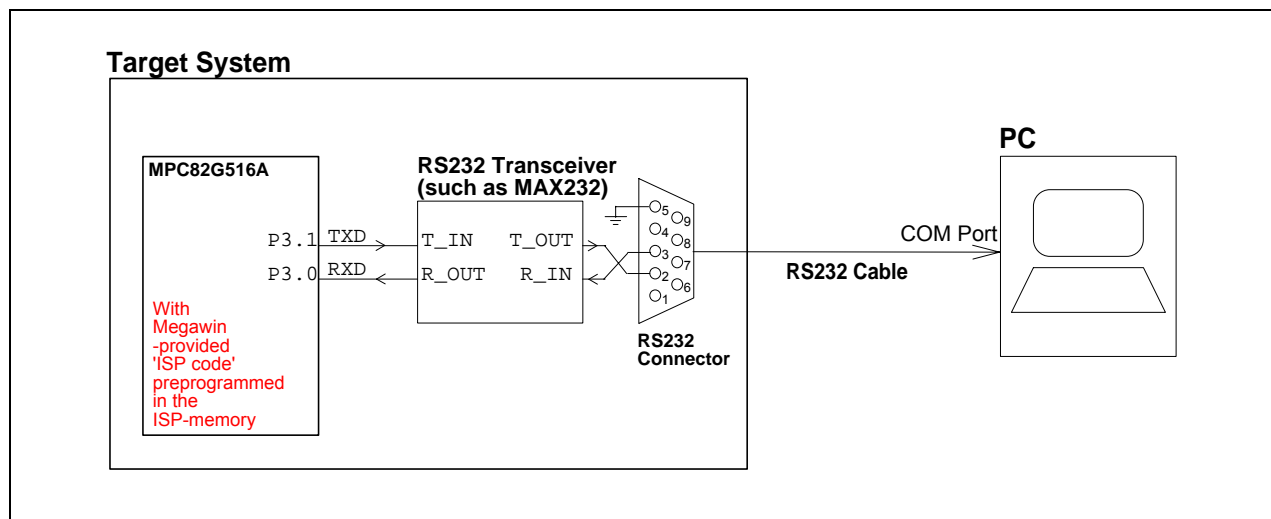 Target System
PC
MPC82G516A
RS232 Transceiver
(such as MAX232)
P3.1 TXD
T_IN
T_OUT
P3.0 RXD
R_OUT
R_IN
5
9
4
8
3
7
2
6
1
COM Port
RS232 Cable
With
Megawin
-provided
'ISP code'
preprogrammed
in the
ISP-memory
RS232
Connector